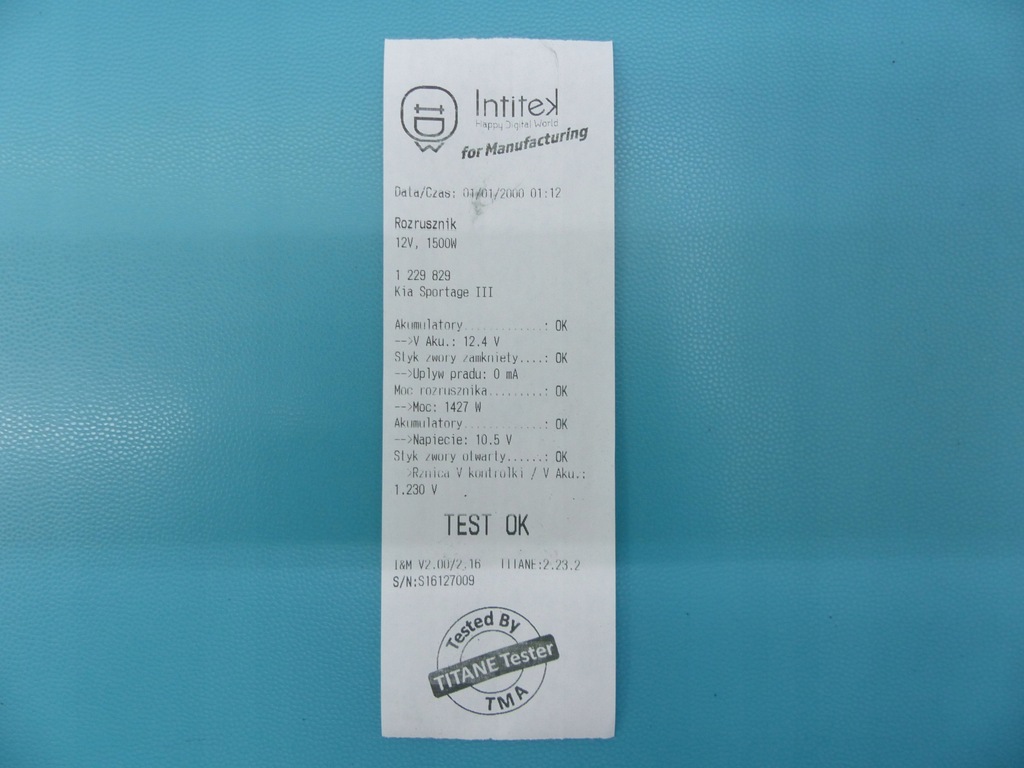 Intitek
Happy Digital World
for Manufacturing
Data/Czas: 01/01/2000 01:12
Rozrusznik
12V, 1500W
1 229 829
Kia Sportage III
Akumulatory............: OK
-->V Aku.: 12.4 V
Styk zwory zamkniety....: OK
-->Uplyw pradu: 0 mA
Moc rozrusznika.........: OK
-->Moc: 1427 W
Akumulatory............: OK
-->Napiecie: 10.5 V
Styk zwory otwarty......: OK
-->Rznica V kontrolki / V Aku.:
1.230 V
TEST OK
I&M V2.00/2.16 TITANE:2.23.2
S/N:S16127009
Tested By
TITANE Tester
TMA